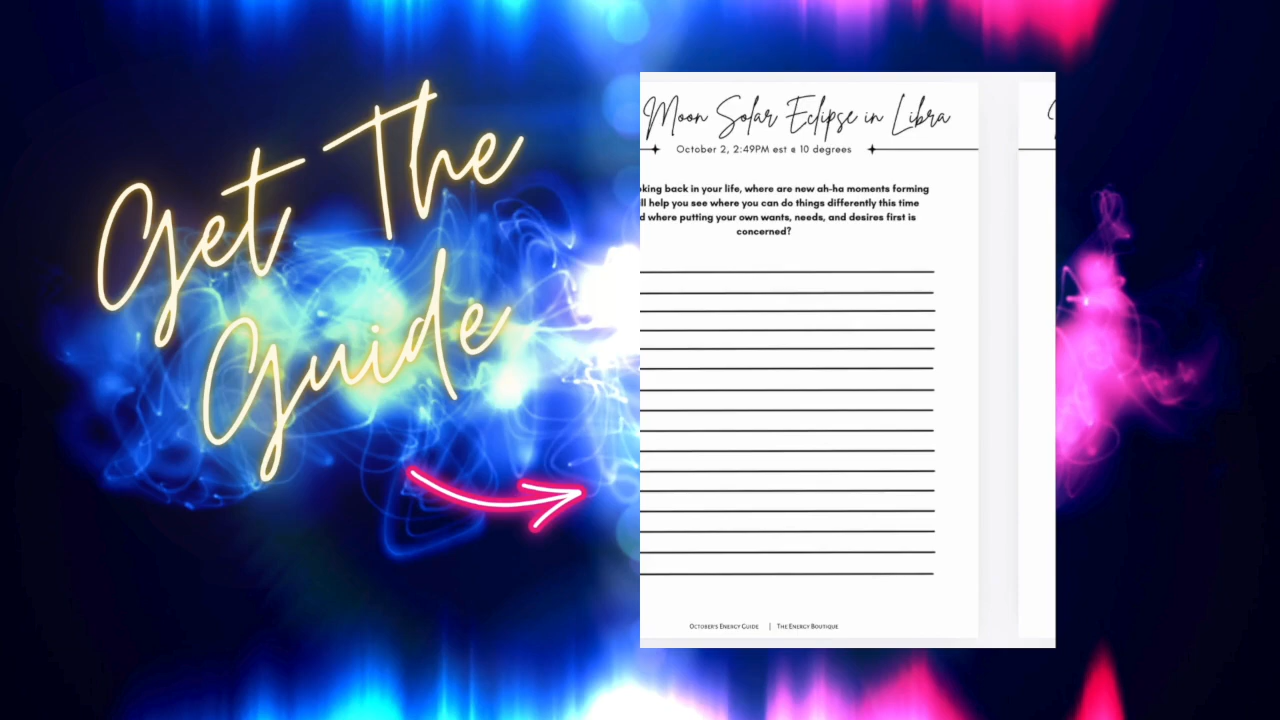 Get The
Guide
Moon Solar Eclipse in Libra
October 2, 2:49PM est @ 10 degrees
king back in your life, where are new ah-ha moments forming
ll help you see where you can do things differently this time
d where putting your own wants, needs, and desires first is
concerned?
October's Energy Guide | The Energy Boutique